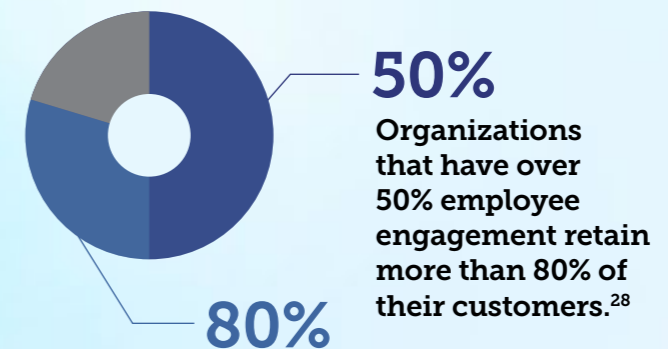 50%
Organizations
that have over
50% employee
engagement retain
more than 80% of
their customers.28
80%